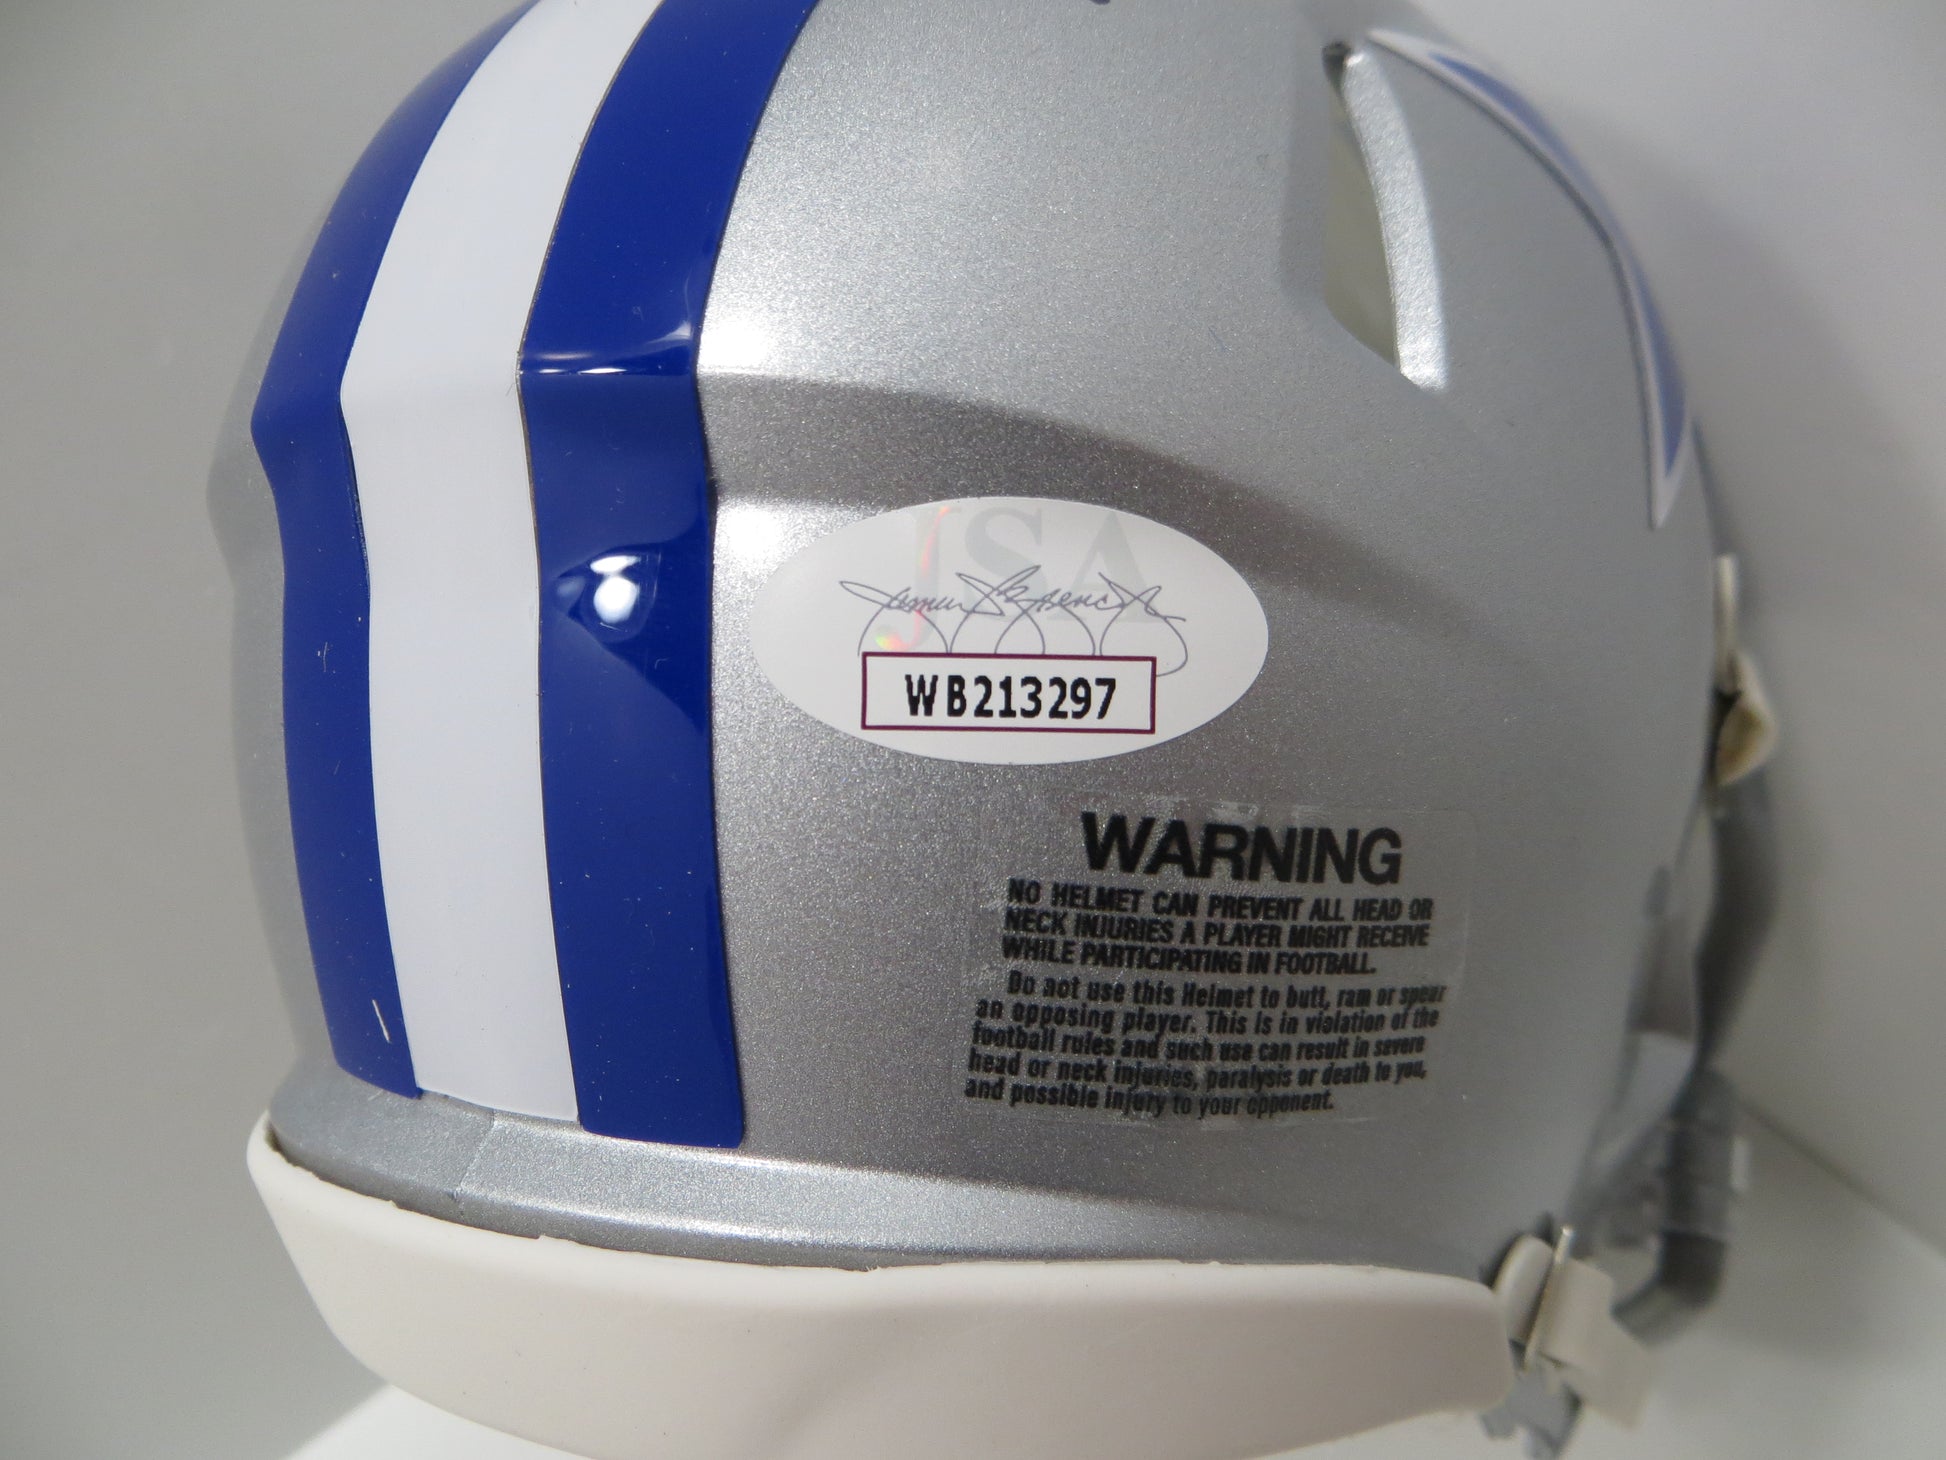 JSA
James Spence Jr
WB213297
WARNING
NO HELMET CAN PREVENT ALL HEAD OR
NECK INJURIES A PLAYER MIGHT RECEIVE
WHILE PARTICIPATING IN FOOTBALL.
Do not use this Helmet to butt, ram or spear
an opposing player. This is in violation of the
football rules and such use can result in severe
head or neck injuries, paralysis or death to you,
and possible injury to your opponent.